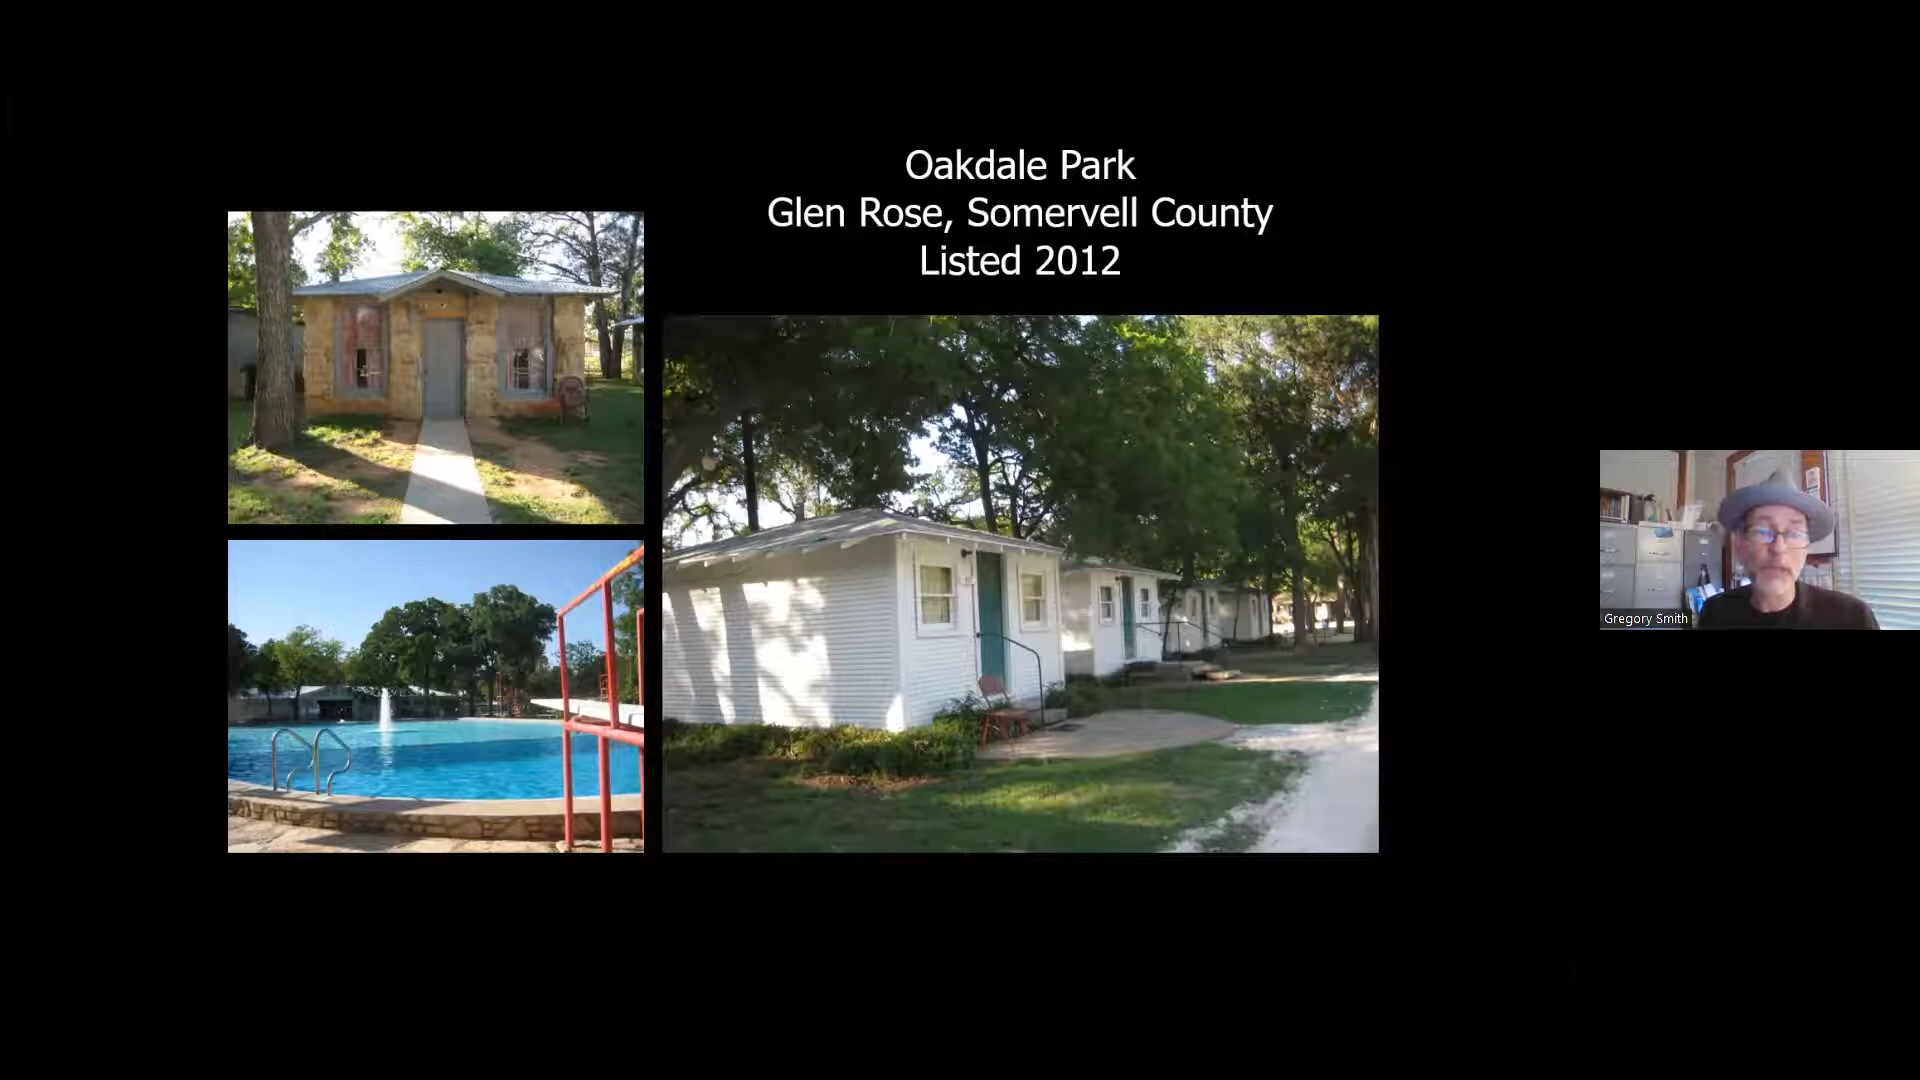 Oakdale Park
Glen Rose, Somervell County
Listed 2012
Gregory Smith